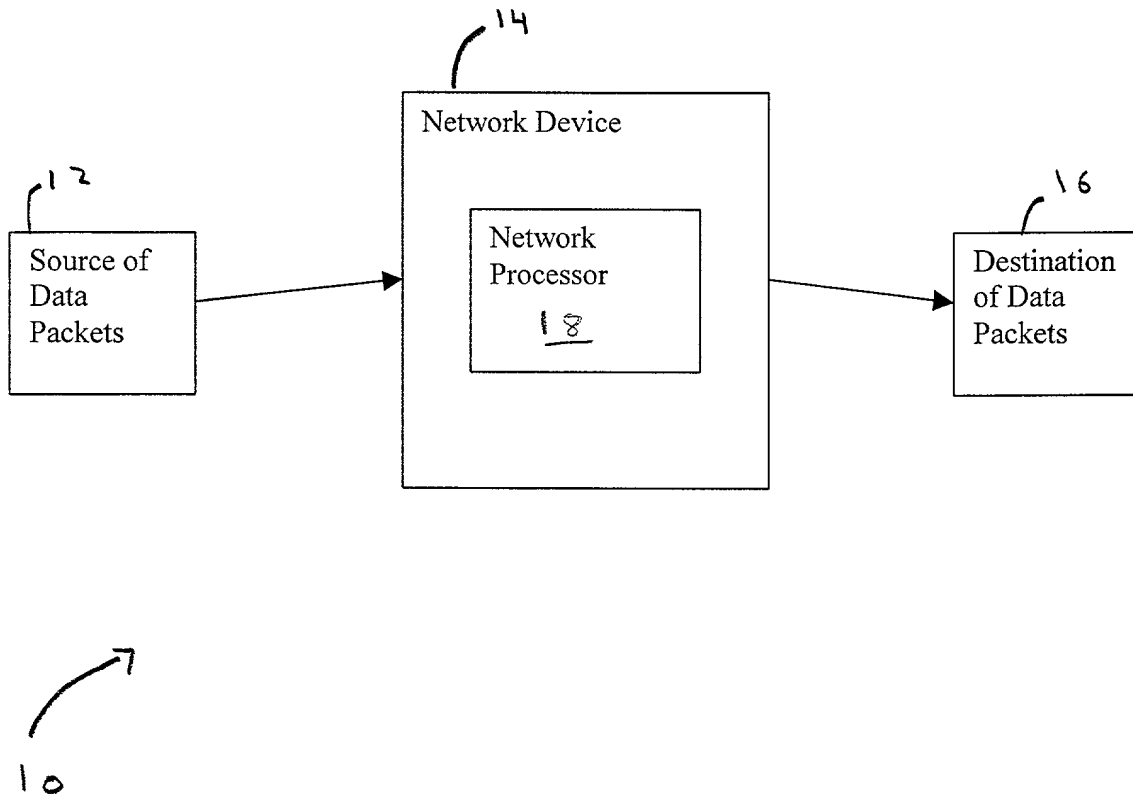 14
Network Device
12
16
Source of
Data
Packets
Network
Processor
18
Destination
of Data
Packets
10